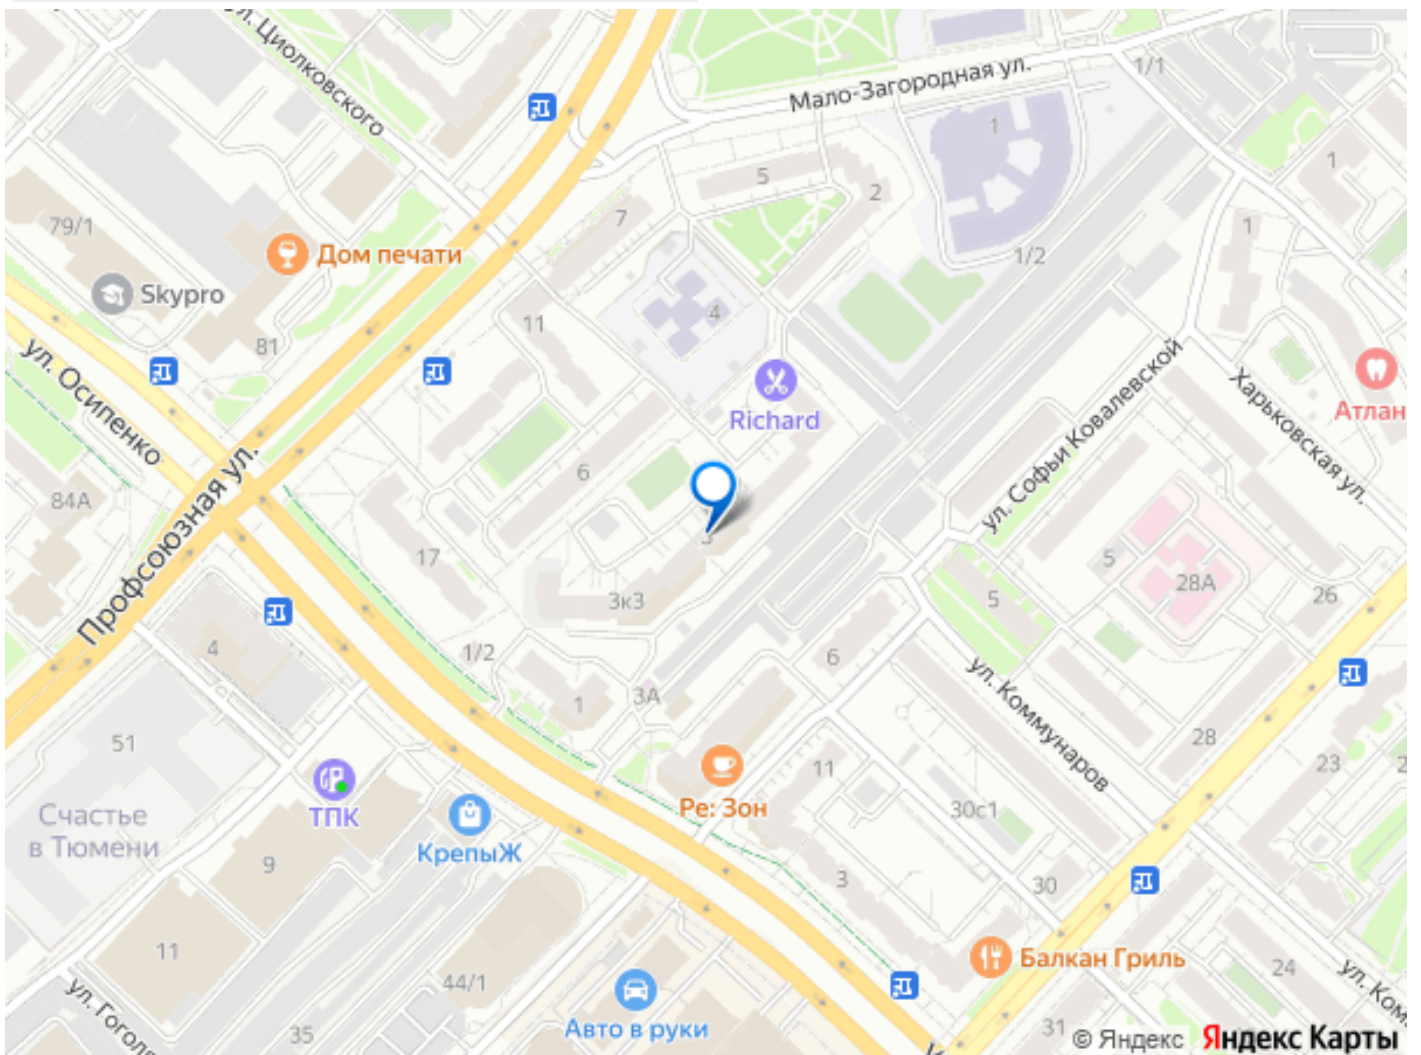 ул. Циолковского
Мало-Загородная ул.
1/1
1
5
2
1
7
79/1
Дом печати
1
1/2
Skypro
4
11
81
ул. Осипенко
Richard
ул. Софьи Ковалевской
Харьковская ул.
Атлан
6
84А
Профсоюзная ул.
17
3к3
5
5
28А
26
4
1/2
3А
6
1
ул. Коммунаров
28
51
23
11
Ре: Зон
Счастье
в Тюмени
ТПК
КрепыЖ
30с1
9
3
30
11
Балкан Гриль
24
44/1
ул. Гоголя
Авто в руки
35
31
© Яндекс Яндекс Карты